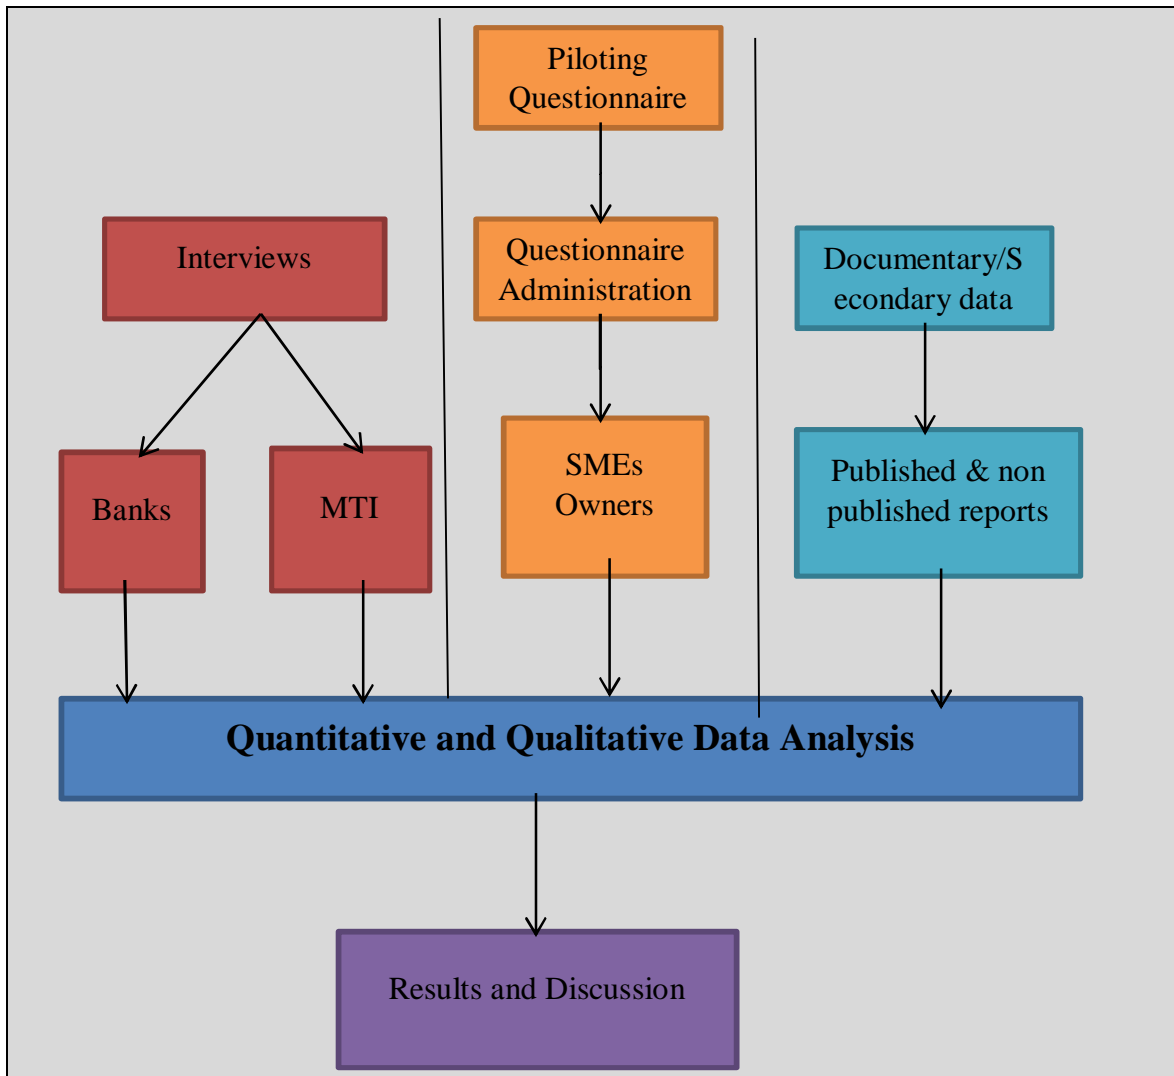 Piloting
Questionnaire
Interviews
Questionnaire
Administration
Documentary/S
econdary data
Banks
MTI
SMEs
Owners
Published & non
published reports
Quantitative and Qualitative Data Analysis
Results and Discussion